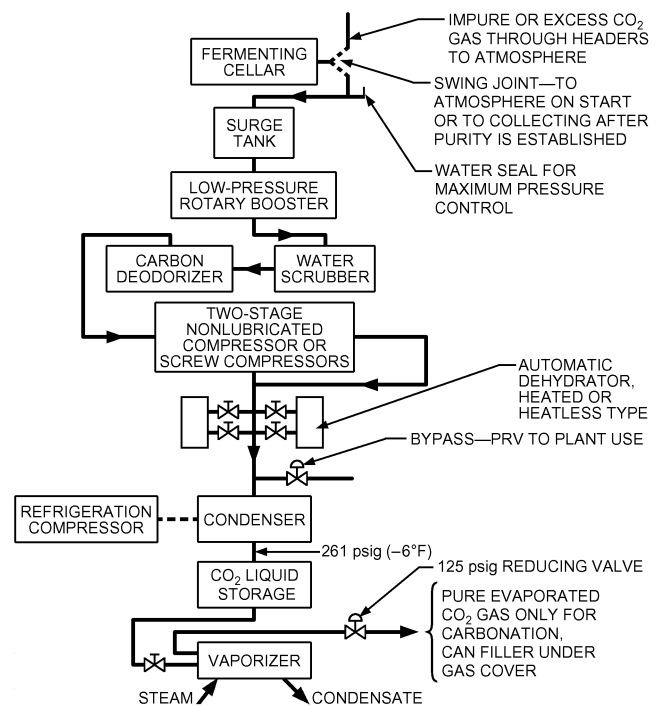 IMPURE OR EXCESS CO₂
GAS THROUGH HEADERS
TO ATMOSPHERE
FERMENTING
CELLAR
SWING JOINT—TO
ATMOSPHERE ON START
OR TO COLLECTING AFTER
PURITY IS ESTABLISHED
SURGE
TANK
WATER SEAL FOR
MAXIMUM PRESSURE
CONTROL
LOW-PRESSURE
ROTARY BOOSTER
CARBON
DEODORIZER
WATER
SCRUBBER
TWO-STAGE
NONLUBRICATED
COMPRESSOR OR
SCREW COMPRESSORS
AUTOMATIC
DEHYDRATOR,
HEATED OR
HEATLESS TYPE
BYPASS—PRV TO PLANT USE
REFRIGERATION
COMPRESSOR
CONDENSER
261 psig (–6°F)
CO₂ LIQUID
STORAGE
125 psig REDUCING VALVE
PURE EVAPORATED
CO₂ GAS ONLY FOR
CARBONATION,
CAN FILLER UNDER
GAS COVER
VAPORIZER
STEAM
CONDENSATE